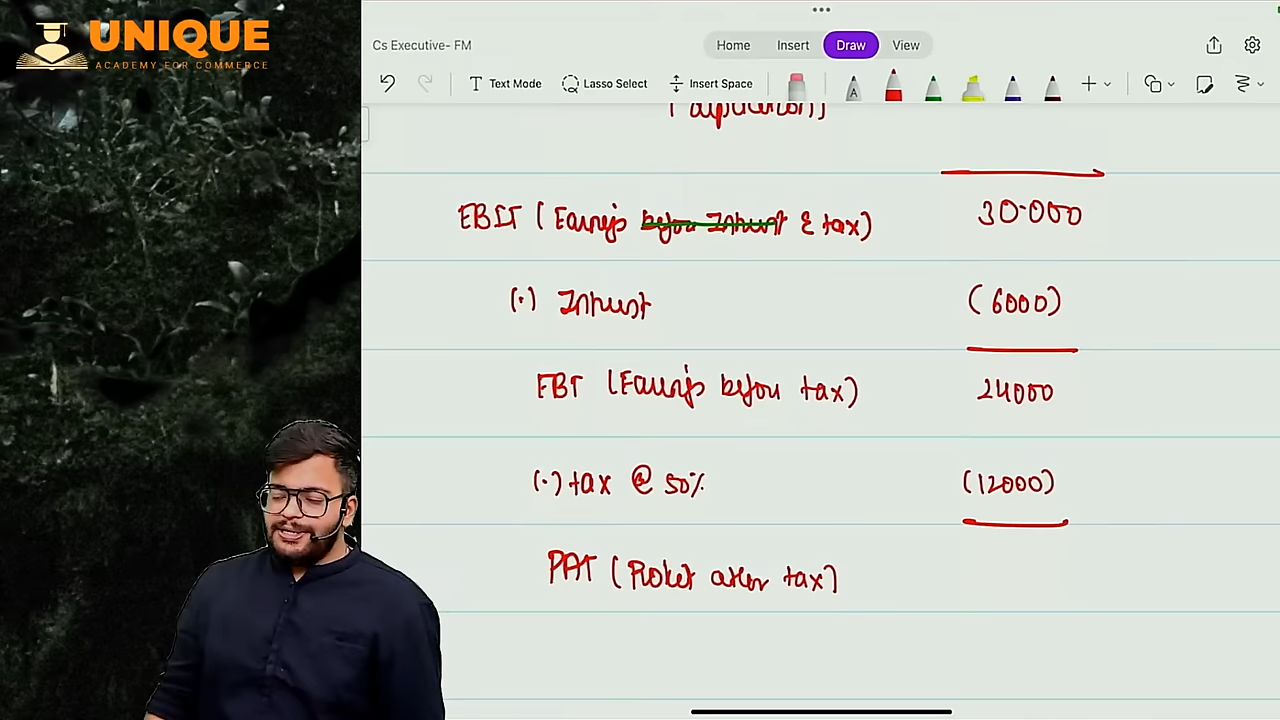 UNIQUE
ACADEMY FOR COMMERCE
Cs Executive- FM
Home Insert Draw View
Text Mode Lasso Select Insert Space
EBIT ( Earnings before Interest & tax) 30.000
(-) Interest (6000)
EBT (Earnings before tax) 24000
(-) tax @ 50% (12000)
PAT ( Profit after tax)